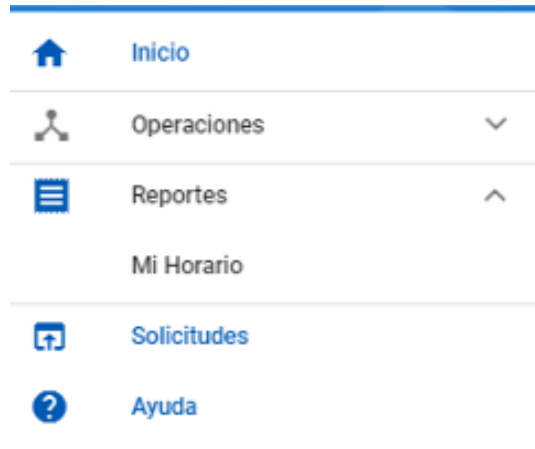 Inicio
Operaciones
Reportes
Mi Horario
Solicitudes
Ayuda